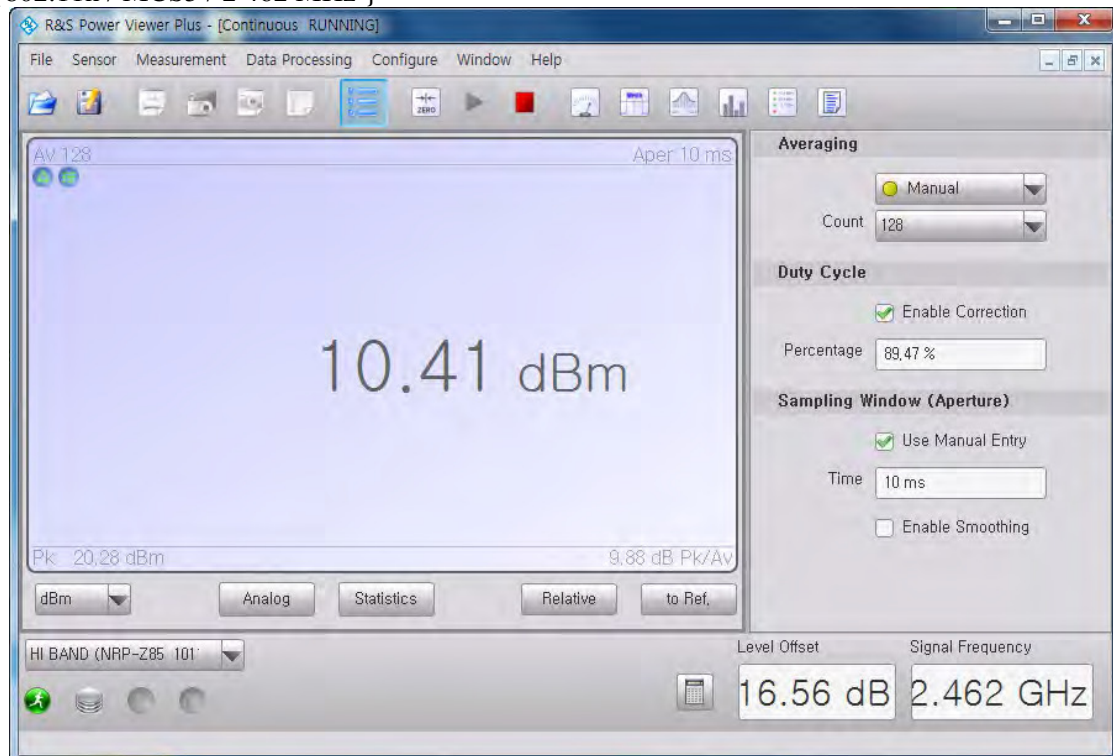 R&S Power Viewer Plus - [Continuous RUNNING]
File Sensor Measurement Data Processing Configure Window Help
ZERO
Av 128 Aper 10 ms
10.41 dBm
Pk: 20,28 dBm 9,88 dB Pk/Av
dBm Analog Statistics Relative to Ref,
Averaging
Manual
Count 128
Duty Cycle
Enable Correction
Percentage 89,47 %
Sampling Window (Aperture)
Use Manual Entry
Time 10 ms
Enable Smoothing
HI BAND (NRP-Z85 101
Level Offset Signal Frequency
16.56 dB 2.462 GHz